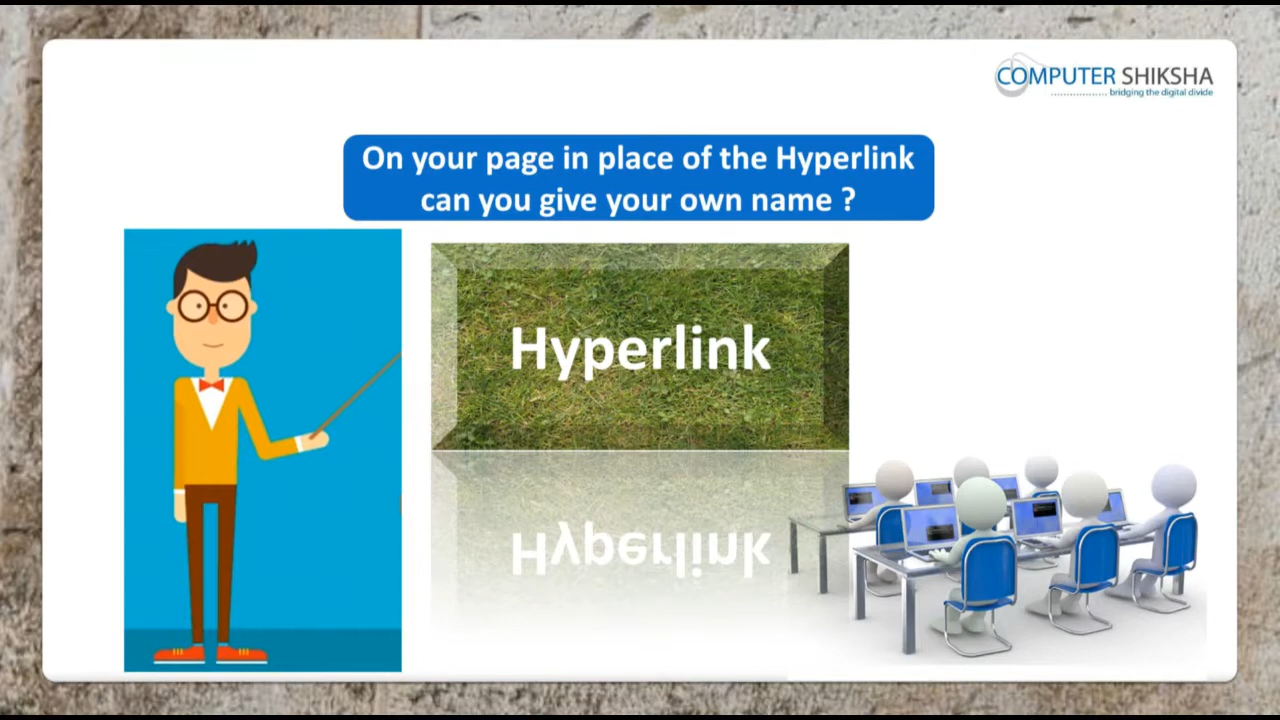 COMPUTER SHIKSHA
bridging the digital divide
On your page in place of the Hyperlink
can you give your own name ?
Hyperlink
Hyperlink